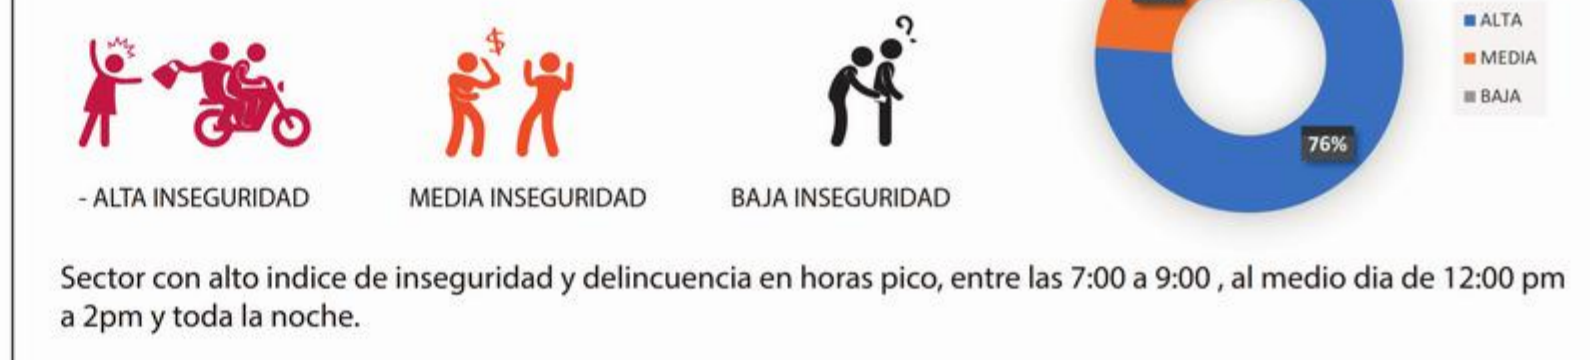 $
?
ALTA
MEDIA
BAJA
76%
- ALTA INSEGURIDAD
MEDIA INSEGURIDAD
BAJA INSEGURIDAD
Sector con alto indice de inseguridad y delincuencia en horas pico, entre las 7:00 a 9:00 , al medio dia de 12:00 pm
a 2pm y toda la noche.